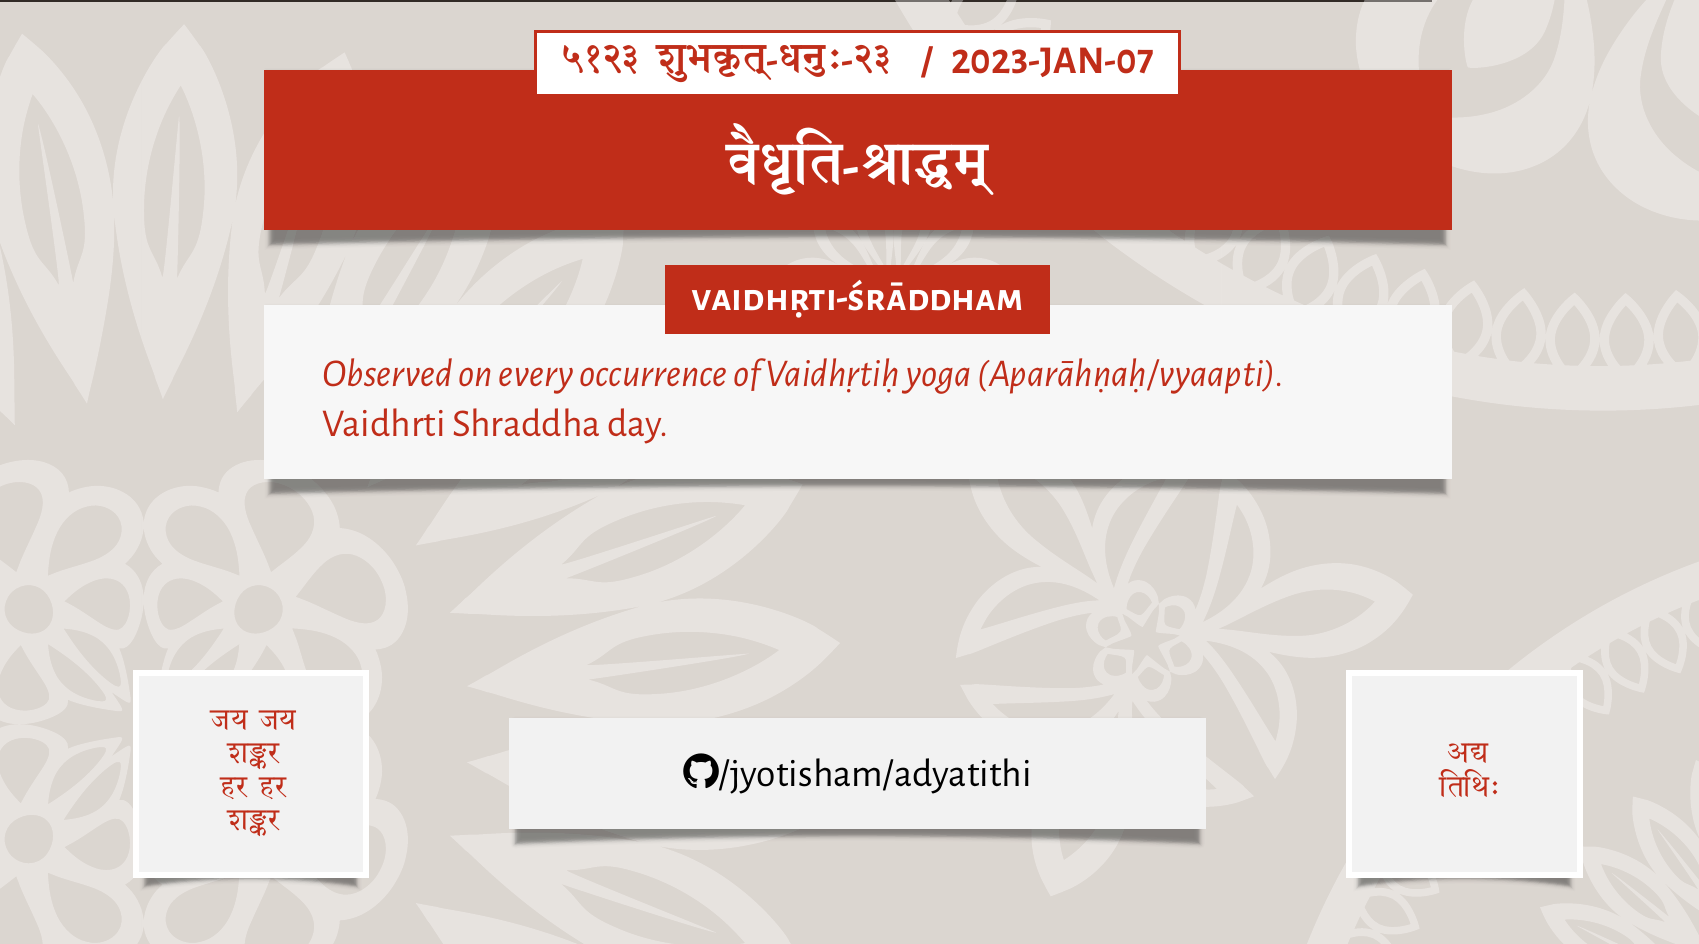 ५१२३ शुभकृत्-धनुः-२३ / 2023-JAN-07
वैधृति-श्राद्धम्
VAIDHṚTI-ŚRĀDDHAM
Observed on every occurrence of Vaidhṛtiḥ yoga (Aparāhṇaḥ/vyaapti).
Vaidhrti Shraddha day.
जय जय
शङ्कर
हर हर
शङ्कर
/jyotisham/adyatithi
अद्य
तिथिः